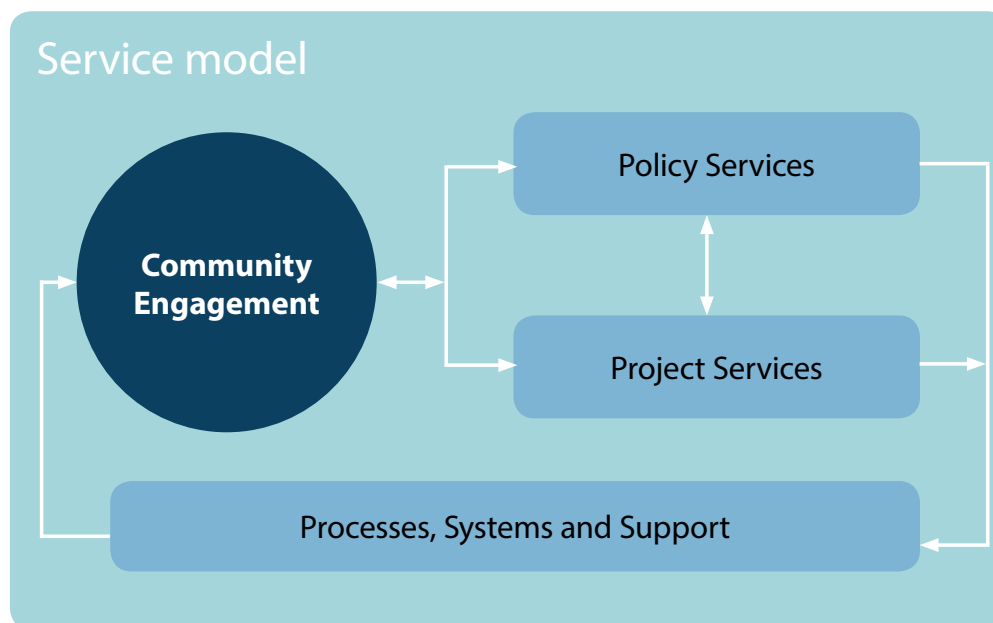 Service model
Policy Services
Community
Engagement
Project Services
Processes, Systems and Support